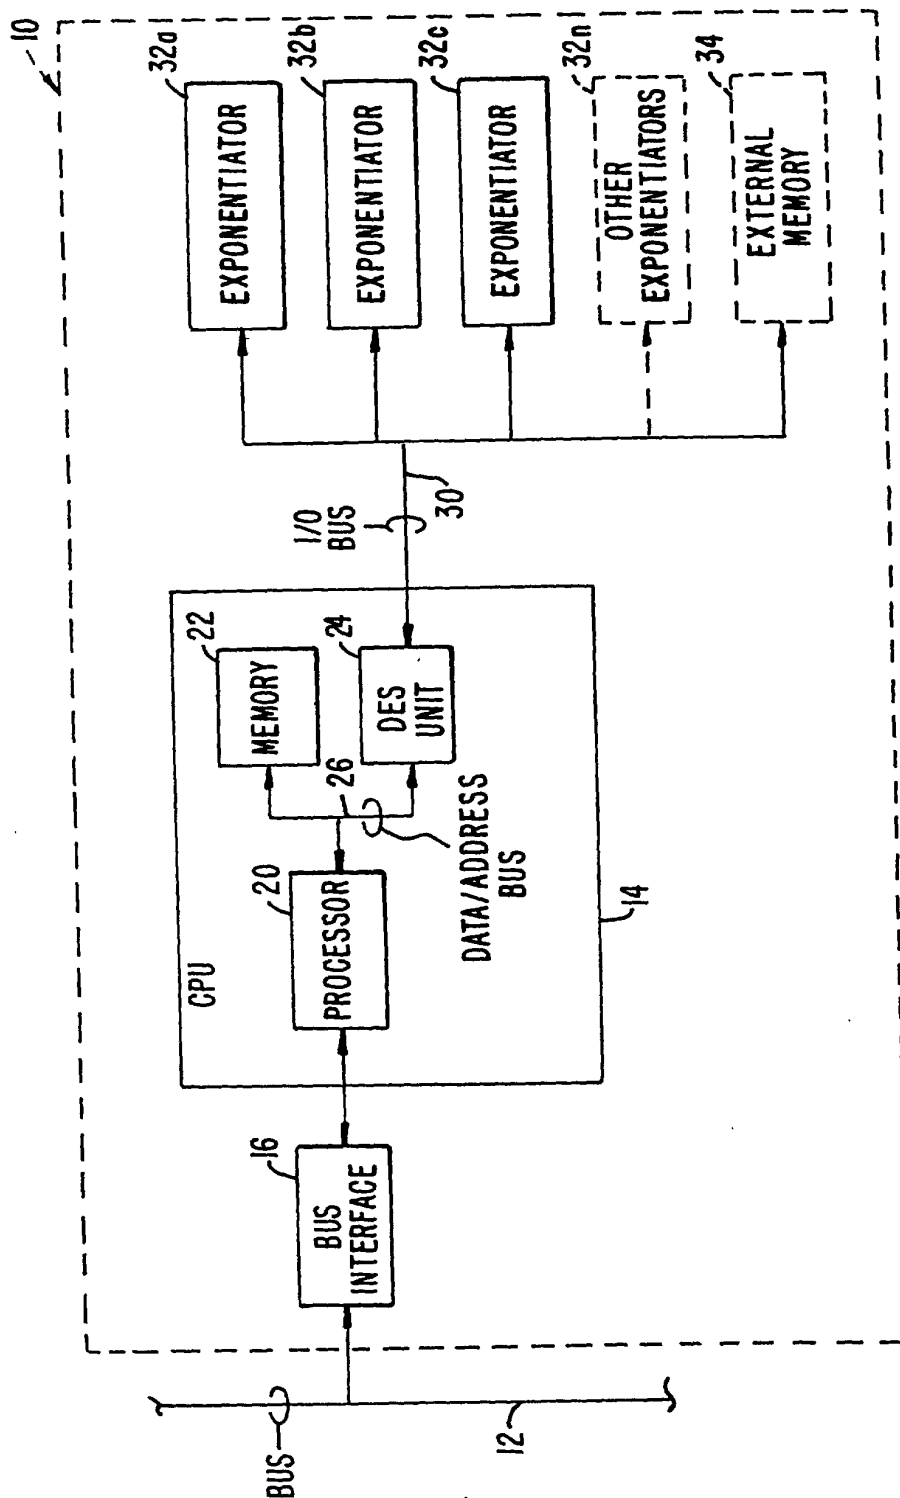 10
32a
EXPONENTIATOR
32b
EXPONENTIATOR
32c
EXPONENTIATOR
32n
OTHER
EXPONENTIATORS
34
EXTERNAL
MEMORY
I/O
BUS
30
CPU
22
MEMORY
24
DES
UNIT
26
20
PROCESSOR
DATA/ADDRESS
BUS
14
16
BUS
INTERFACE
BUS
12